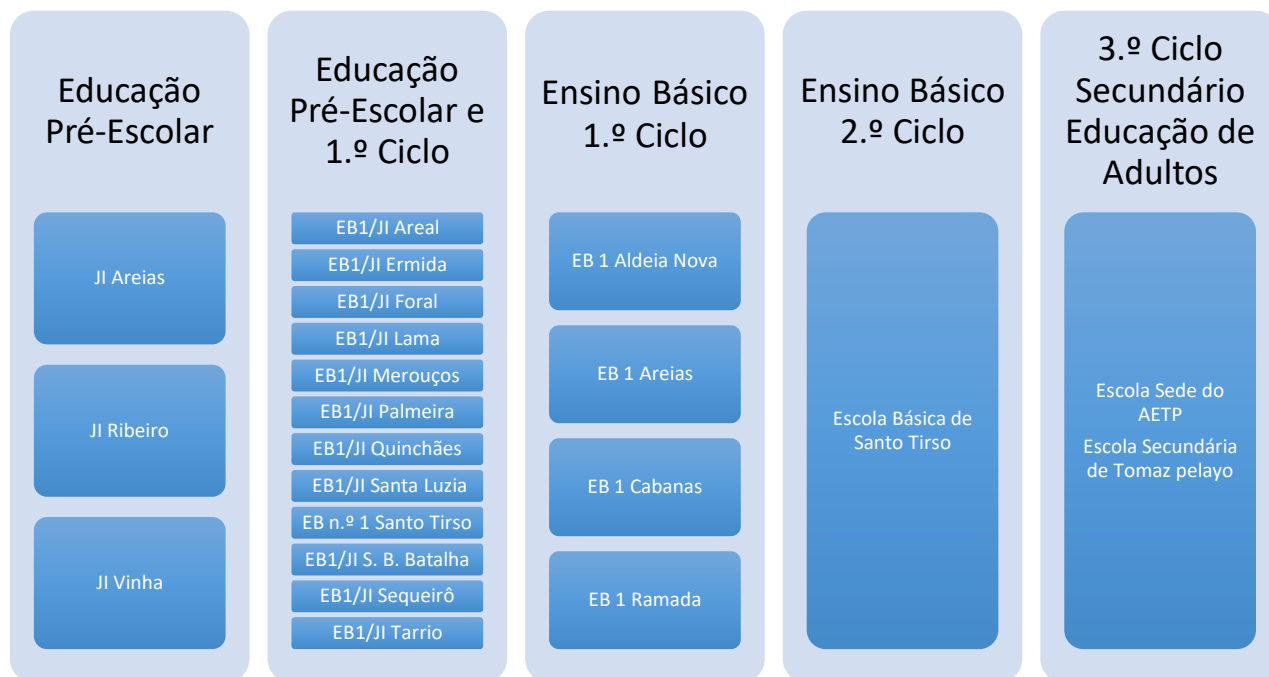 Educação
Pré-Escolar
JI Areias
JI Ribeiro
JI Vinha
Educação
Pré-Escolar e
1.º Ciclo
EB1/JI Areal
EB1/JI Ermida
EB1/JI Foral
EB1/JI Lama
EB1/JI Merouços
EB1/JI Palmeira
EB1/JI Quinchães
EB1/JI Santa Luzia
EB n.º 1 Santo Tirso
EB1/JI S. B. Batalha
EB1/JI Sequeirô
EB1/JI Tarrio
Ensino Básico
1.º Ciclo
EB 1 Aldeia Nova
EB 1 Areias
EB 1 Cabanas
EB 1 Ramada
Ensino Básico
2.º Ciclo
Escola Básica de
Santo Tirso
3.º Ciclo
Secundário
Educação de
Adultos
Escola Sede do
AETP
Escola Secundária
de Tomaz pelayo